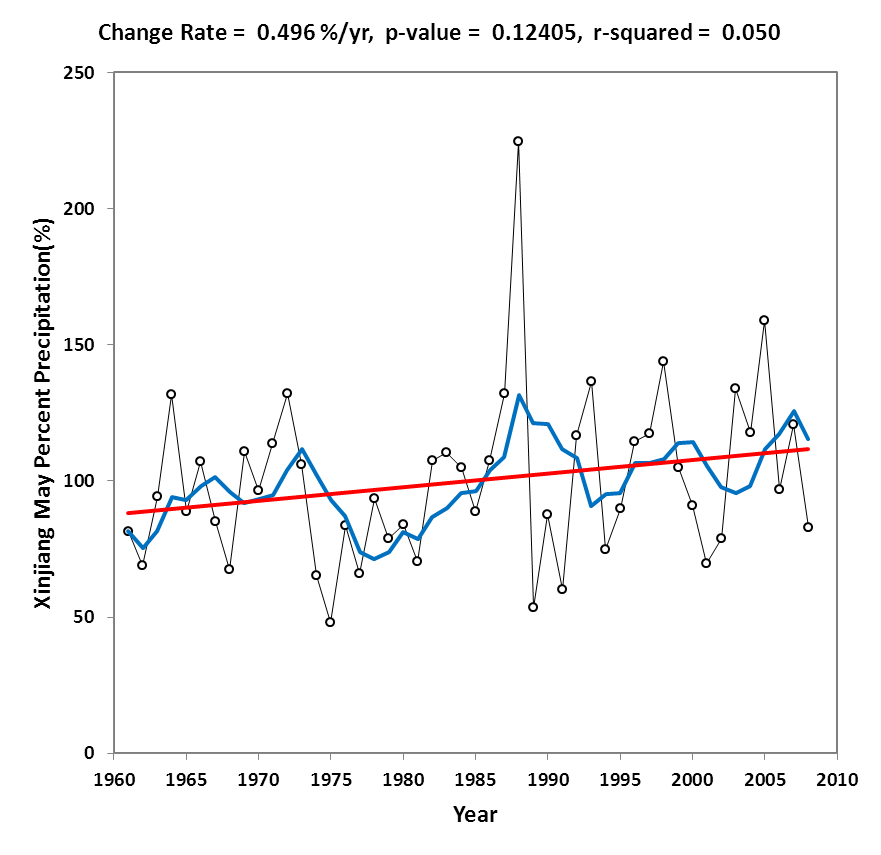 Change Rate = 0.496 %/yr, p-value = 0.12405, r-squared = 0.050
250
200
150
100
50
0
Xinjiang May Percent Precipitation(%)
1960 1965 1970 1975 1980 1985 1990 1995 2000 2005 2010
Year